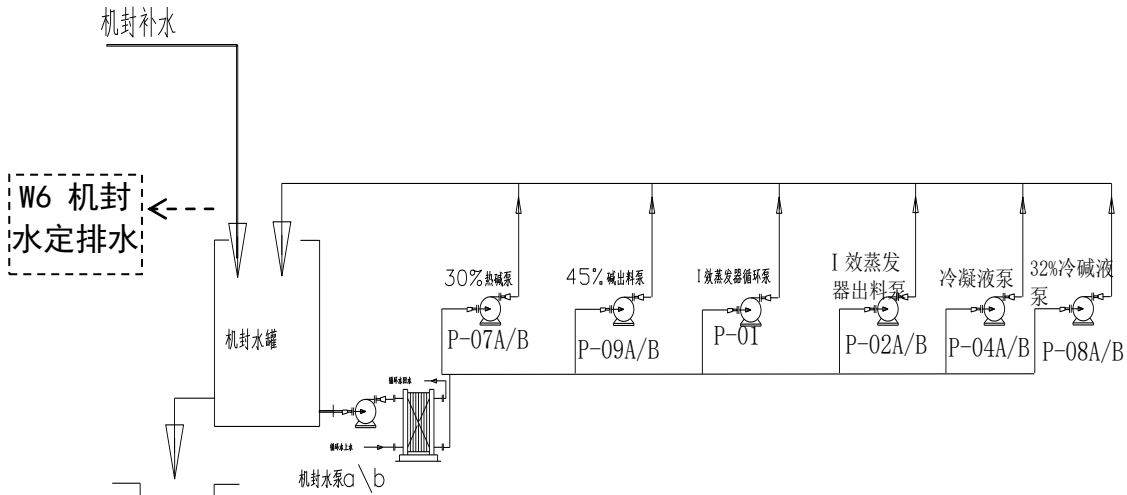 机封补水
W6 机封
水定排水
30%热碱泵
45%碱出料泵
I效蒸发器循环泵
I 效蒸发
器出料泵
冷凝液泵
32%冷碱液
泵
P-07A/B
P-09A/B
P-01
P-02A/B
P-04A/B
P-08A/B
机封水罐
循环水回水
循环水上水
机封水泵a\b